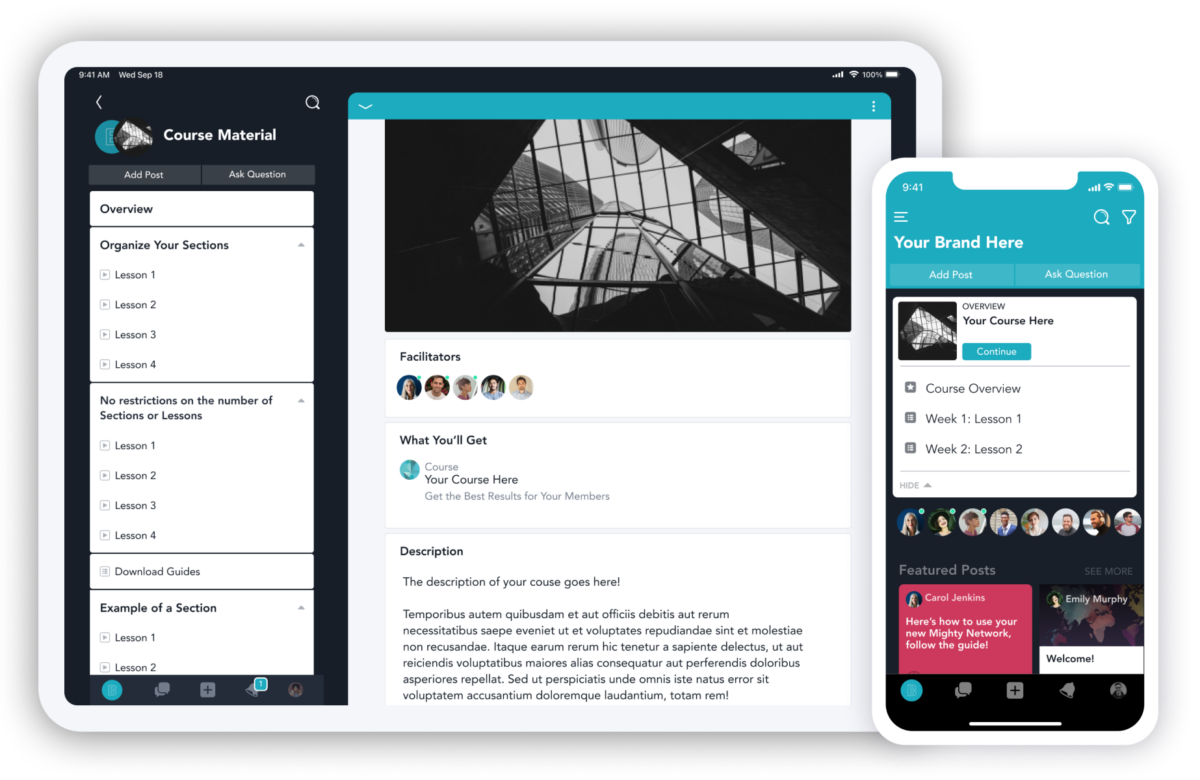 9:41 AM Wed Sep 18
100%
Course Material
Add Post
Ask Question
Overview
Organize Your Sections
Lesson 1
Lesson 2
Lesson 3
Lesson 4
No restrictions on the number of
Sections or Lessons
Lesson 1
Lesson 2
Lesson 3
Lesson 4
Download Guides
Example of a Section
Lesson 1
Lesson 2
1
Facilitators
What You'll Get
Course
Your Course Here
Get the Best Results for Your Members
Description
The description of your couse goes here!
Temporibus autem quibusdam et aut officiis debitis aut rerum
necessitatibus saepe eveniet ut et voluptates repudiandae sint et molestiae
non recusandae. Itaque earum rerum hic tenetur a sapiente delectus, ut aut
reiciendis voluptatibus maiores alias consequatur aut perferendis doloribus
asperiores repellat. Sed ut perspiciatis unde omnis iste natus error sit
voluptatem accusantium doloremque laudantium, totam rem!
9:41
Your Brand Here
Add Post
Ask Question
OVERVIEW
Your Course Here
Continue
Course Overview
Week 1: Lesson 1
Week 2: Lesson 2
HIDE
Featured Posts
SEE MORE
Carol Jenkins
Here's how to use your
new Mighty Network,
follow the guide!
Emily Murphy
Welcome!